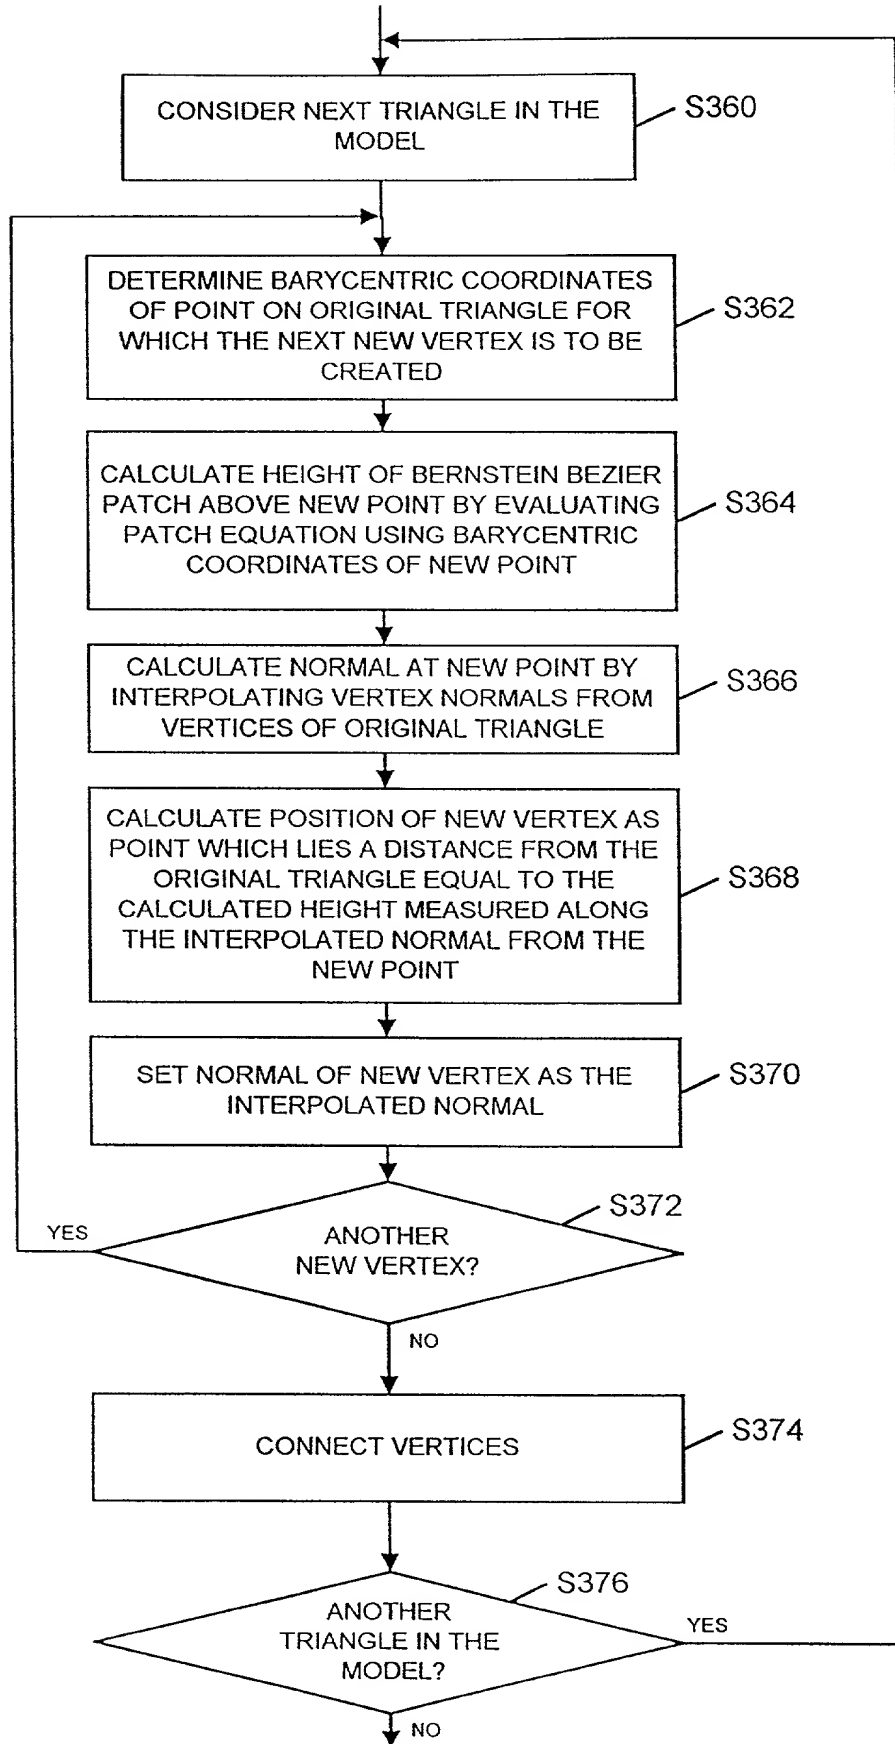 CONSIDER NEXT TRIANGLE IN THE
MODEL
S360
DETERMINE BARYCENTRIC COORDINATES
OF POINT ON ORIGINAL TRIANGLE FOR
WHICH THE NEXT NEW VERTEX IS TO BE
CREATED
S362
CALCULATE HEIGHT OF BERNSTEIN BEZIER
PATCH ABOVE NEW POINT BY EVALUATING
PATCH EQUATION USING BARYCENTRIC
COORDINATES OF NEW POINT
S364
CALCULATE NORMAL AT NEW POINT BY
INTERPOLATING VERTEX NORMALS FROM
VERTICES OF ORIGINAL TRIANGLE
S366
CALCULATE POSITION OF NEW VERTEX AS
POINT WHICH LIES A DISTANCE FROM THE
ORIGINAL TRIANGLE EQUAL TO THE
CALCULATED HEIGHT MEASURED ALONG
THE INTERPOLATED NORMAL FROM THE
NEW POINT
S368
SET NORMAL OF NEW VERTEX AS THE
INTERPOLATED NORMAL
S370
ANOTHER
NEW VERTEX?
S372
YES
NO
CONNECT VERTICES
S374
ANOTHER
TRIANGLE IN THE
MODEL?
S376
YES
NO